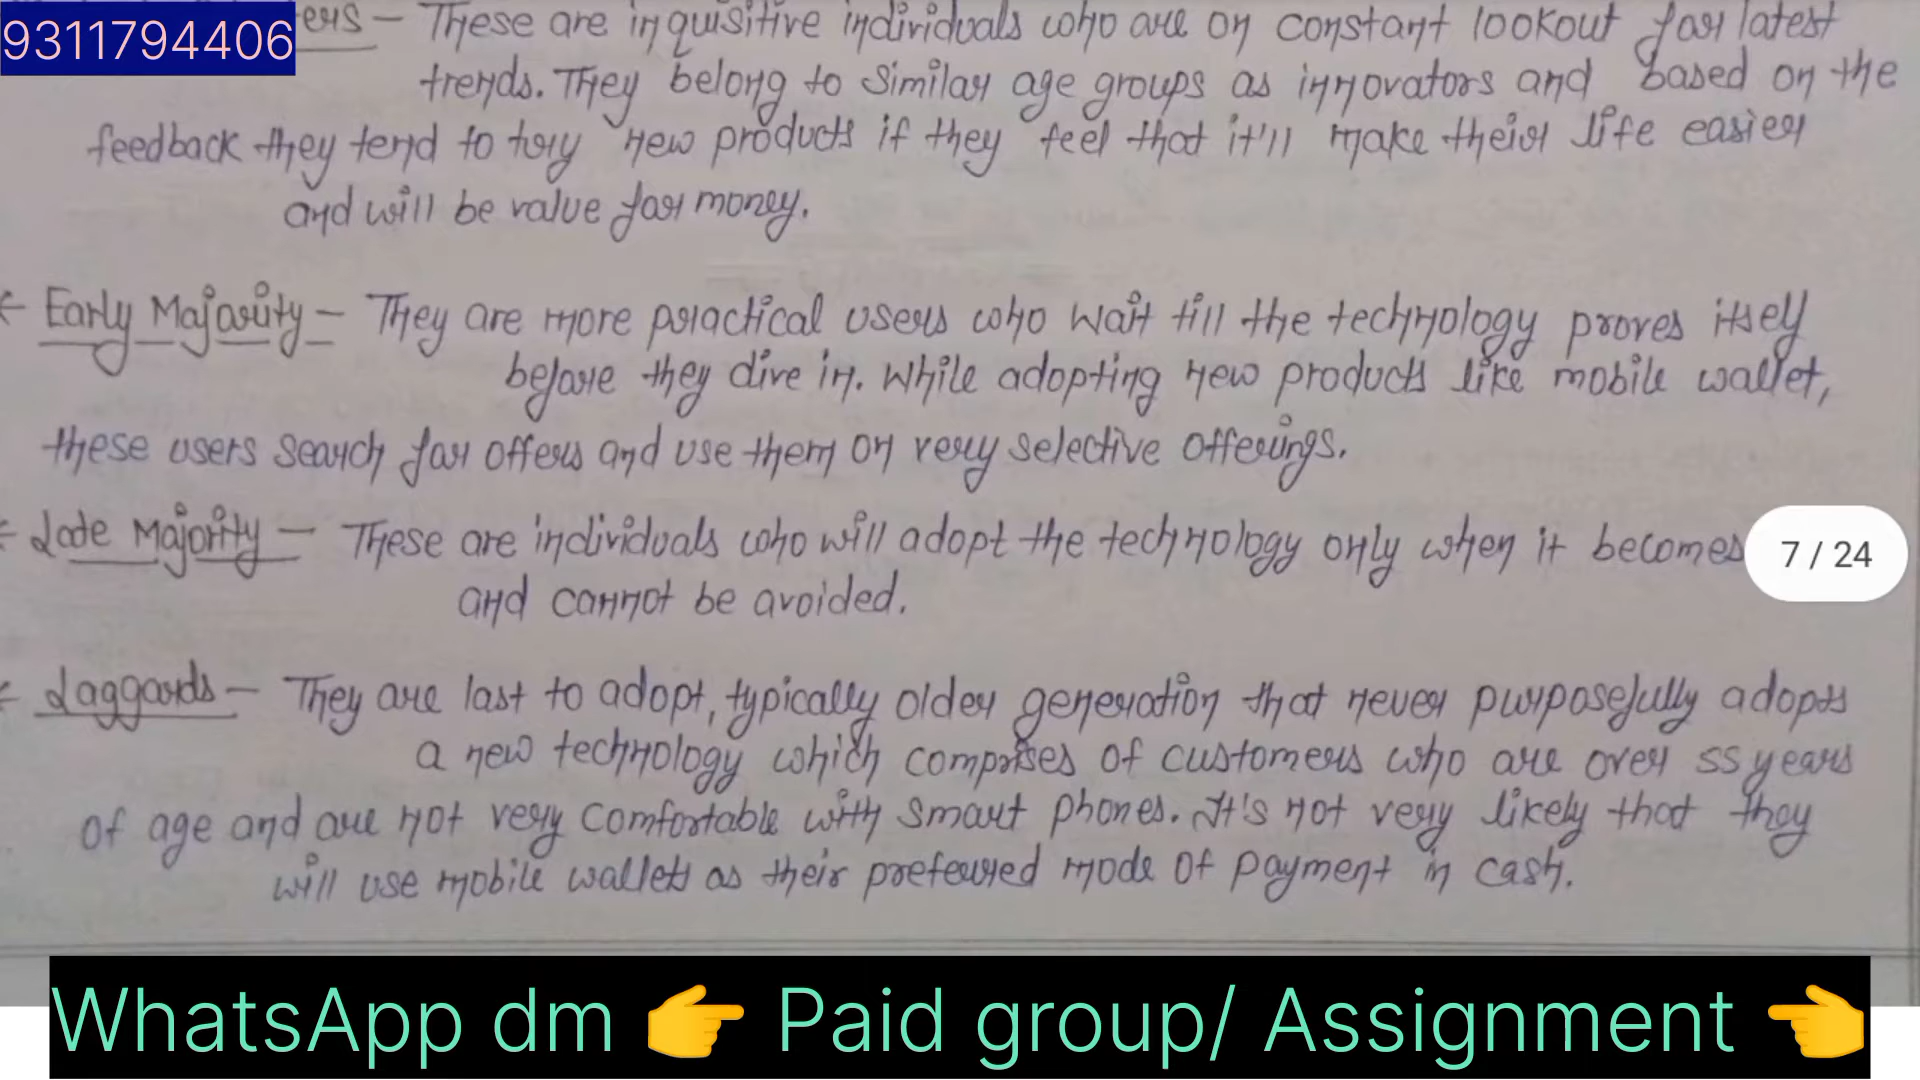 9311794406
ers - These are inquisitive individuals who are on constant lookout for latest
trends. They belong to similar age groups as innovators and based on the
feedback they tend to try new products if they feel that it'll make their life easier
and will be value for money.
Early Majority - They are more practical users who wait till the technology proves itself
before they dive in. While adopting new products like mobile wallet,
these users search for offers and use them on very selective offerings.
Late Majority - These are individuals who will adopt the technology only when it becomes
7 / 24
and cannot be avoided.
Laggards - They are last to adopt, typically older generation that never purposefully adopts
a new technology which comprises of customers who are over 55 years
of age and are not very comfortable with smart phones. It's not very likely that they
will use mobile wallets as their preferred mode of payment in cash.
WhatsApp dm 👉 Paid group/ Assignment 👈